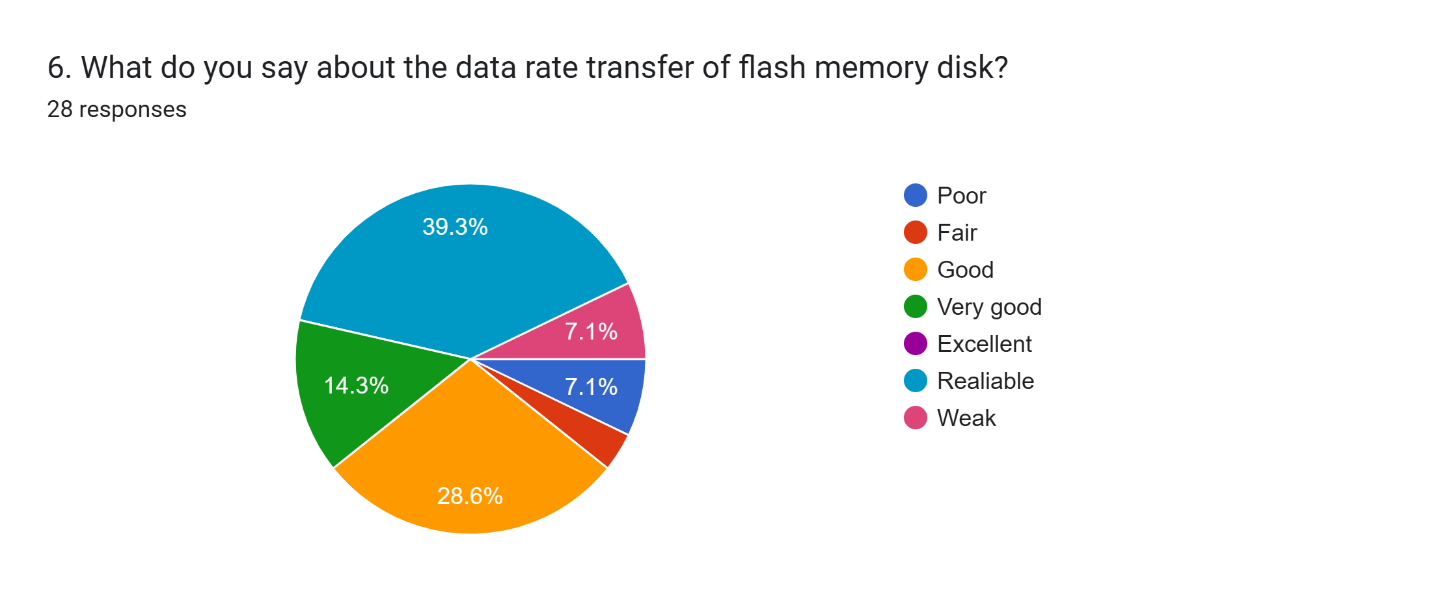 6. What do you say about the data rate transfer of flash memory disk?
28 responses
39.3%
7.1%
14.3%
7.1%
28.6%
Poor
Fair
Good
Very good
Excellent
Realiable
Weak